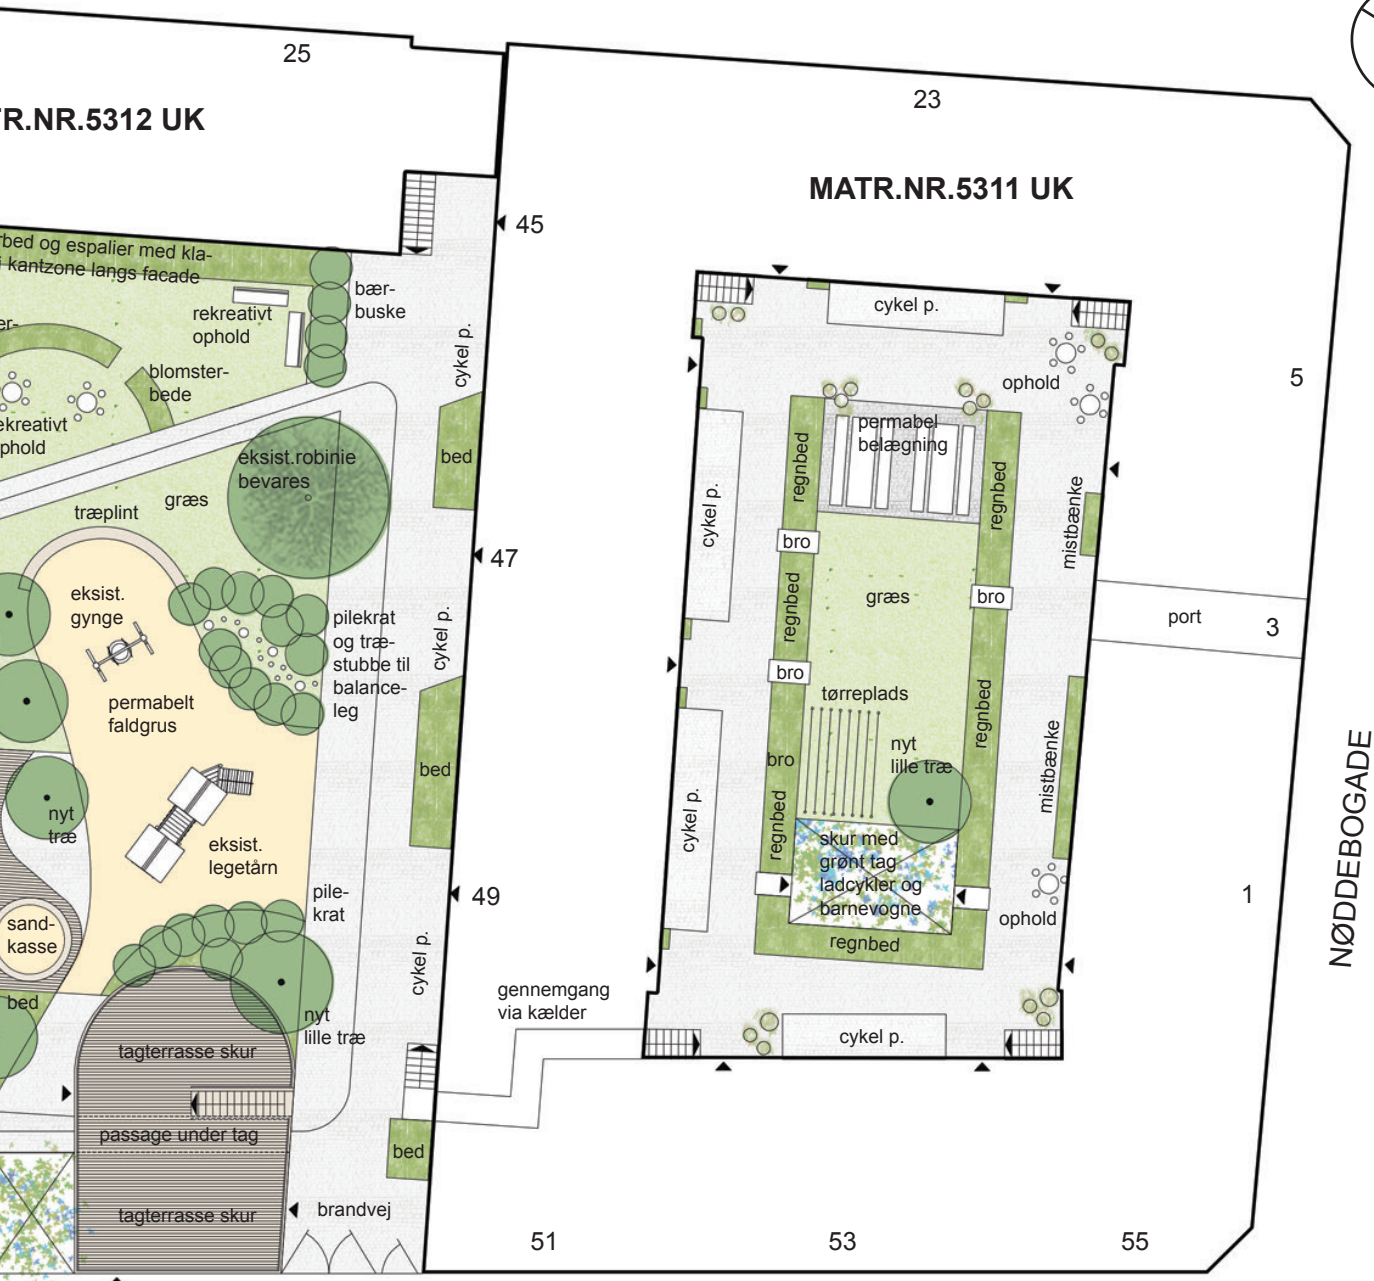 25
23
TR.NR.5312 UK
MATR.NR.5311 UK
45
rbed og espalier med kla-
i kantzone langs facade
rekreativt
ophold
bær-
buske
cykel p.
er-
blomster-
bede
ekreativt
phold
eksist.robinie
bevares
græs
træplint
bed
47
eksist.
gynge
permabelt
faldgrus
pilekrat
og træ-
stubbe til
balance-
leg
cykel p.
bed
nyt
træ
eksist.
legetårn
pile-
krat
49
sand-
kasse
bed
cykel p.
nyt
lille træ
tagterrasse skur
passage under tag
tagterrasse skur
bed
brandvej
gennemgang
via kælder
cykel p.
ophold
permabel
belægning
regnbed
regnbed
cykel p.
mistbænke
bro
bro
regnbed
græs
bro
port
3
5
tørreplads
regnbed
nyt
lille træ
bro
mistbænke
cykel p.
regnbed
skur med
grønt tag
ladcykler og
barnevogne
regnbed
ophold
1
NØDDEBOGADE
cykel p.
51
53
55